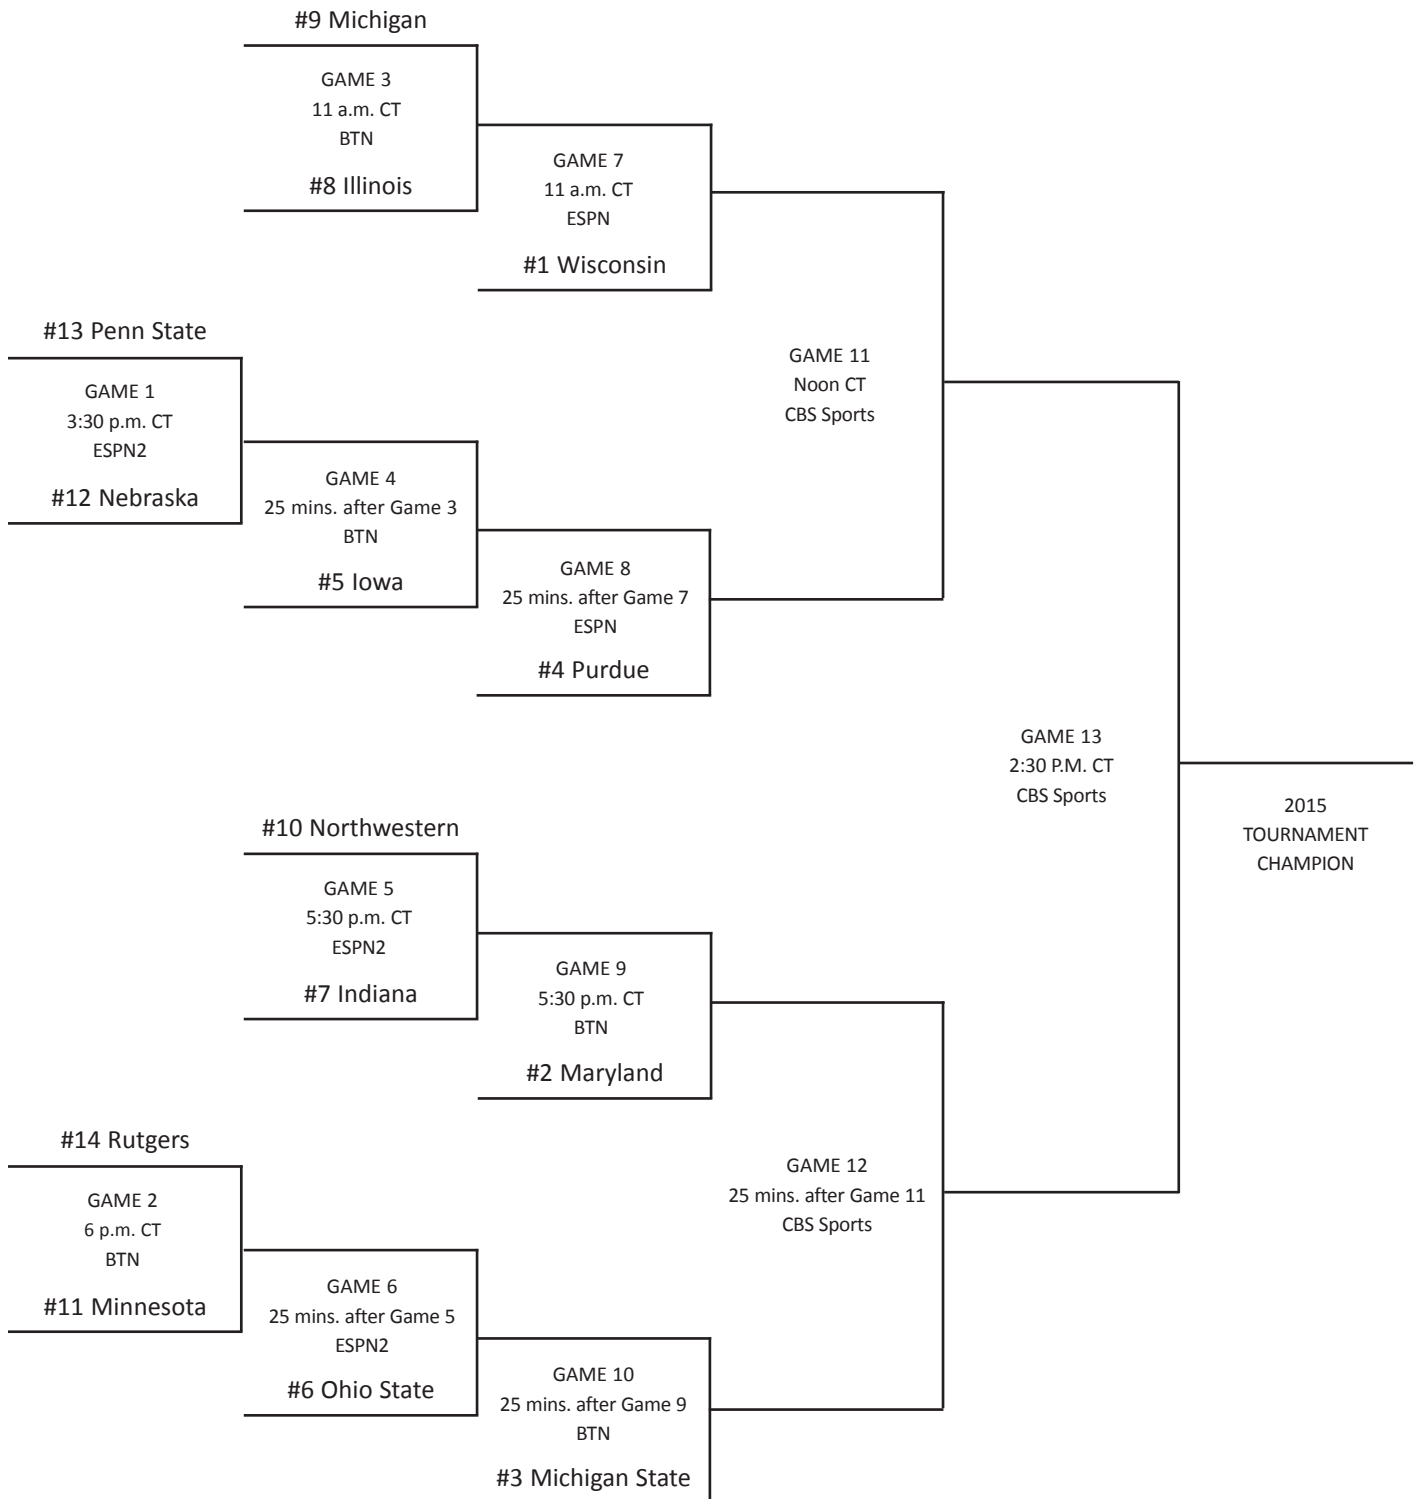 #9 Michigan
GAME 3
11 a.m. CT
BTN
#8 Illinois
GAME 7
11 a.m. CT
ESPN
#1 Wisconsin
#13 Penn State
GAME 1
3:30 p.m. CT
ESPN2
#12 Nebraska
GAME 4
25 mins. after Game 3
BTN
#5 Iowa
GAME 8
25 mins. after Game 7
ESPN
#4 Purdue
GAME 11
Noon CT
CBS Sports
#10 Northwestern
GAME 5
5:30 p.m. CT
ESPN2
#7 Indiana
GAME 9
5:30 p.m. CT
BTN
#2 Maryland
#14 Rutgers
GAME 2
6 p.m. CT
BTN
#11 Minnesota
GAME 6
25 mins. after Game 5
ESPN2
#6 Ohio State
GAME 10
25 mins. after Game 9
BTN
#3 Michigan State
GAME 12
25 mins. after Game 11
CBS Sports
GAME 13
2:30 P.M. CT
CBS Sports
2015
TOURNAMENT
CHAMPION